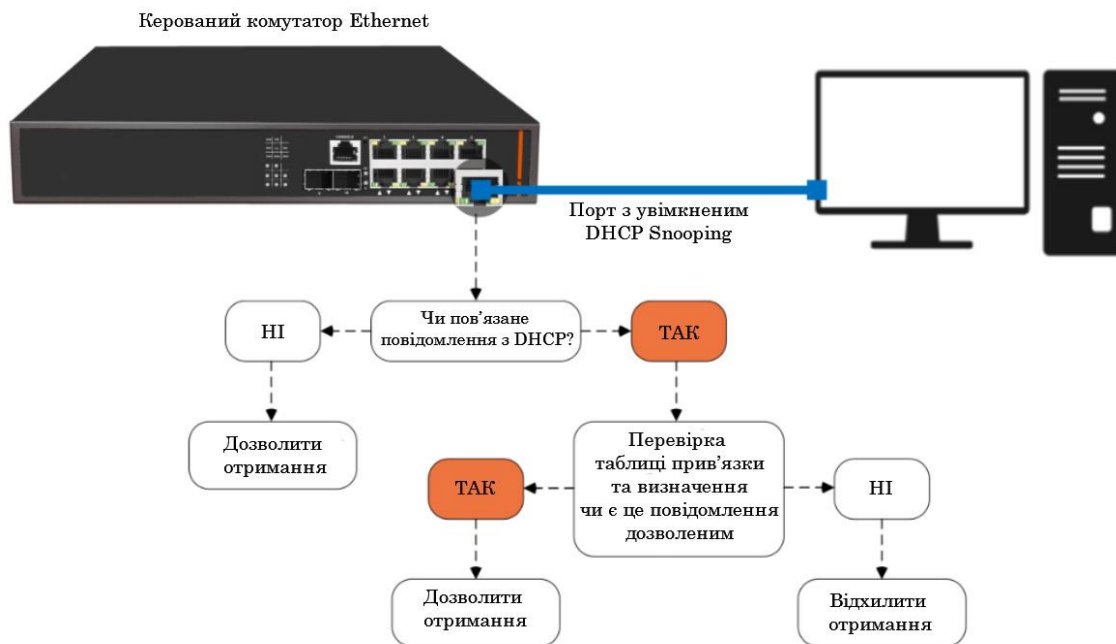 Керований комутатор Ethernet
Порт з увімкненим
DHCP Snooping
НІ
Чи пов’язане
повідомлення з DHCP?
ТАК
Дозволити
отримання
Перевірка
таблиці прив’язки
та визначення
чи є це повідомлення
дозволеним
ТАК
НІ
Дозволити
отримання
Відхилити
отримання